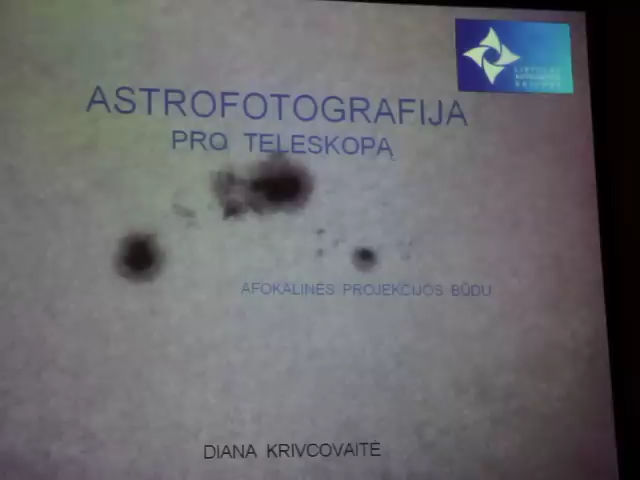 ASTROFOTOGRAFIJA
PRO TELESKOPĄ
AFOKALINĖS PROJEKCIJOS BŪDU
DIANA KRIVCOVAITĖ